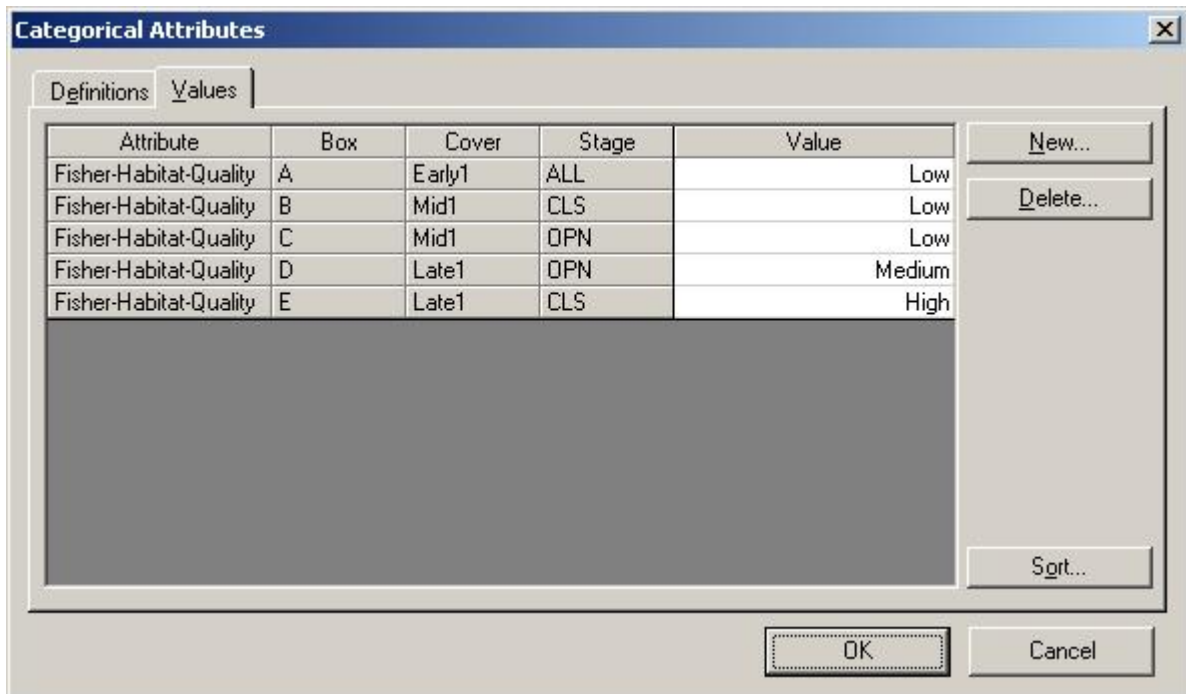 Categorical Attributes
Definitions Values
Attribute Box Cover Stage Value New...
Fisher-Habitat-Quality A Early1 ALL Low
Fisher-Habitat-Quality B Mid1 CLS Low Delete...
Fisher-Habitat-Quality C Mid1 OPN Low
Fisher-Habitat-Quality D Late1 OPN Medium
Fisher-Habitat-Quality E Late1 CLS High
Sort...
OK Cancel